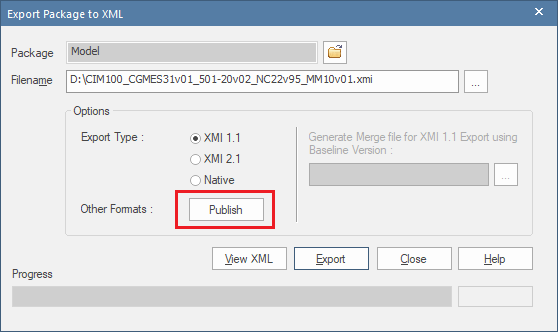 Export Package to XML
Package Model
Filename D:\CIM100_CGMES31v01_501-20v02_NC22v95_MM10v01.xmi ...
Options
Export Type : XMI 1.1
XMI 2.1
Native
Generate Merge file for XMI 1.1 Export using
Baseline Version :
...
Other Formats : Publish
View XML Export Close Help
Progress